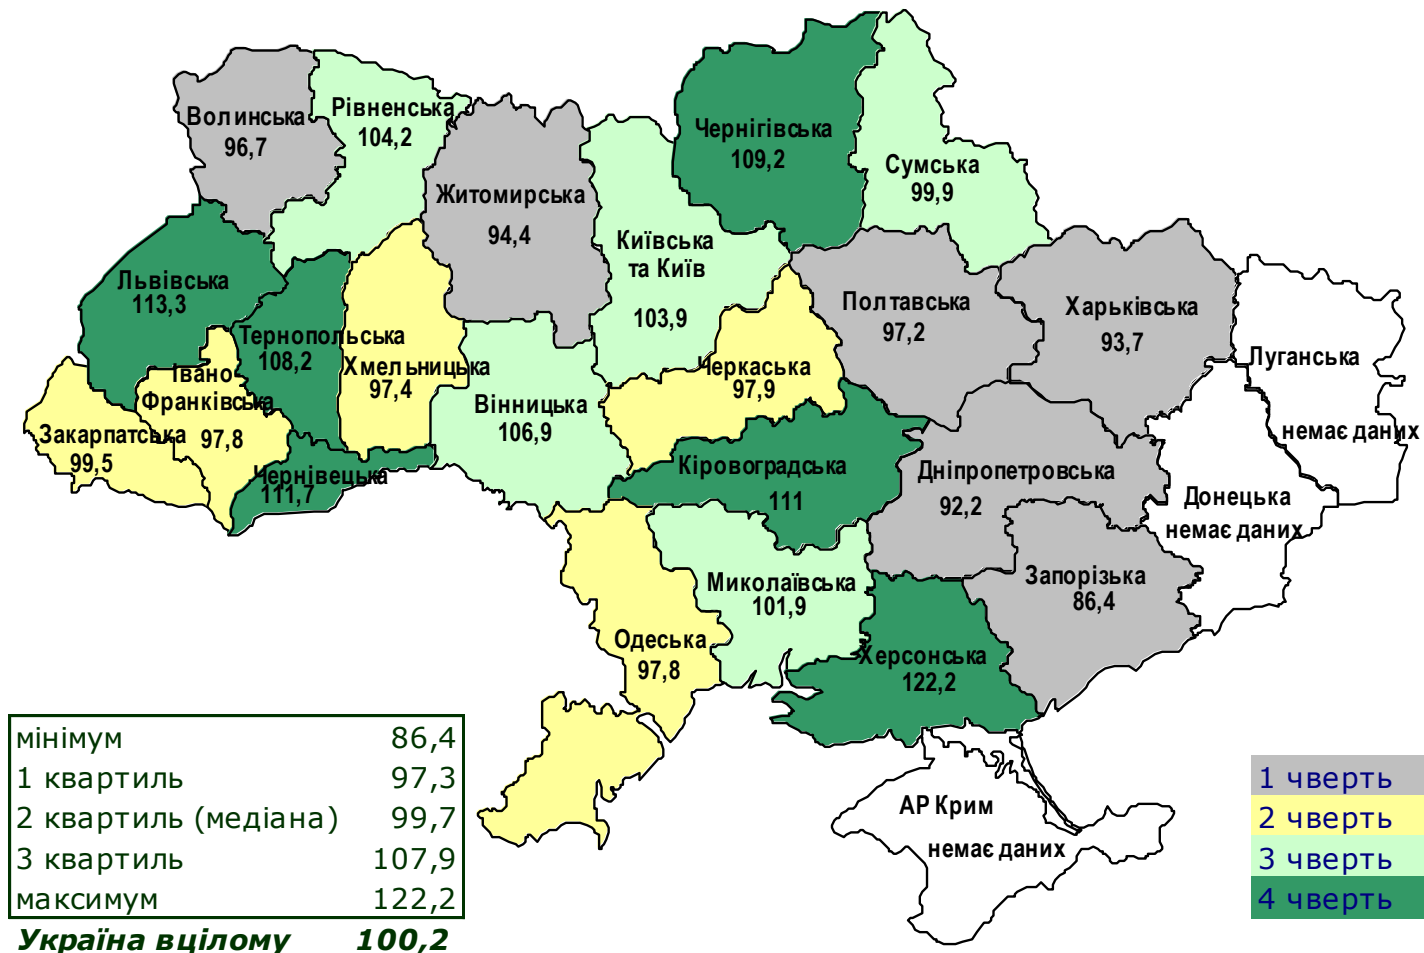 Волинська
96,7
Рівненська
104,2
Житомирська
94,4
Київська
та Київ
103,9
Чернігівська
109,2
Сумська
99,9
Львівська
113,3
Тернопольська
108,2
Хмельницька
97,4
Івано-
Франківська
97,8
Закарпатська
99,5
Чернівецька
111,7
Вінницька
106,9
Черкаська
97,9
Полтавська
97,2
Харьківська
93,7
Луганська
немає даних
Кіровоградська
111
Дніпропетровська
92,2
Донецька
немає даних
Запорізька
86,4
Миколаївська
101,9
Одеська
97,8
Херсонська
122,2
АР Крим
немає даних
мінімум 86,4
1 квартиль 97,3
2 квартиль (медіана) 99,7
3 квартиль 107,9
максимум 122,2
Україна вцілому 100,2
1 чверть
2 чверть
3 чверть
4 чверть